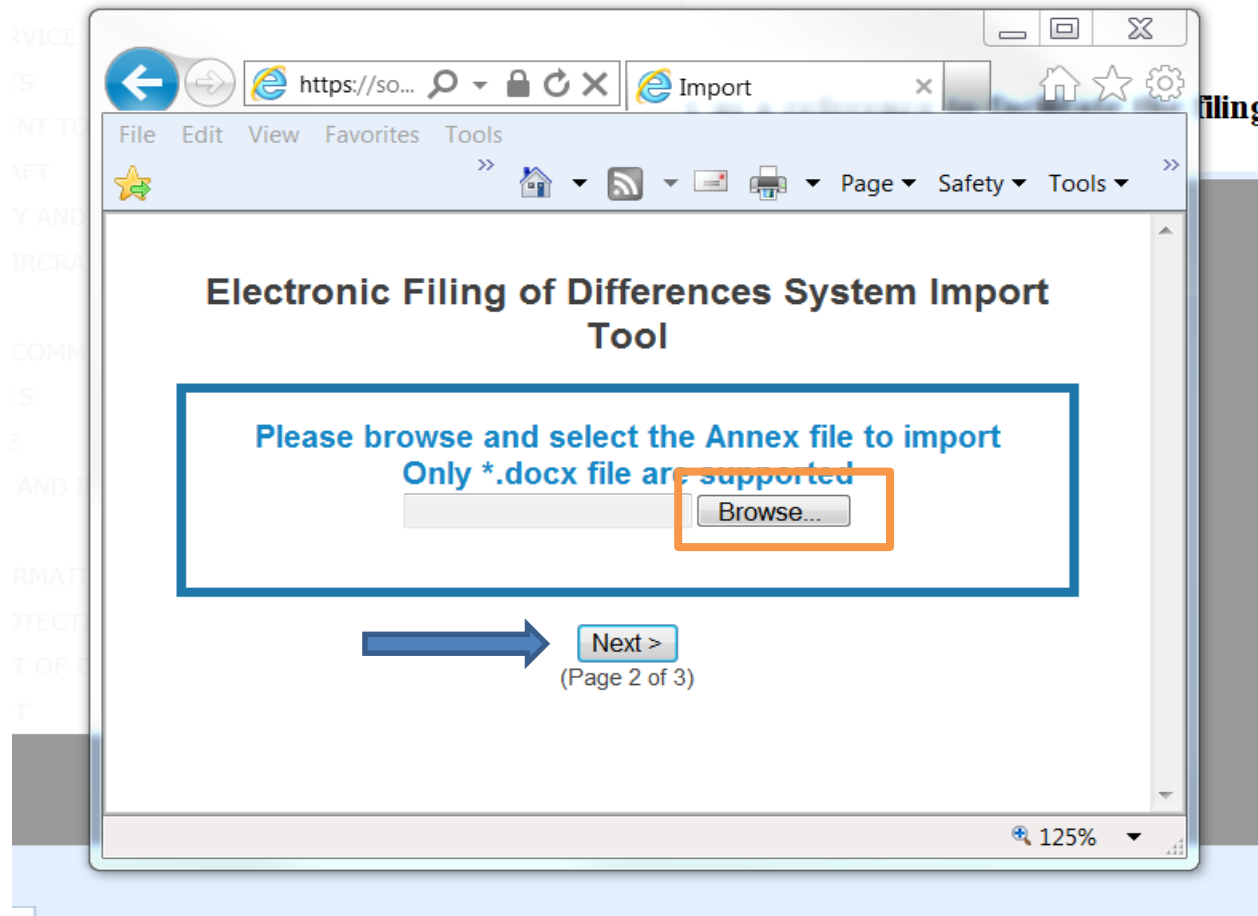 https://so...
Import
filing
File Edit View Favorites Tools
Page Safety Tools
Electronic Filing of Differences System Import
Tool
Please browse and select the Annex file to import
Only *.docx file are supported
Browse...
Next >
(Page 2 of 3)
125%